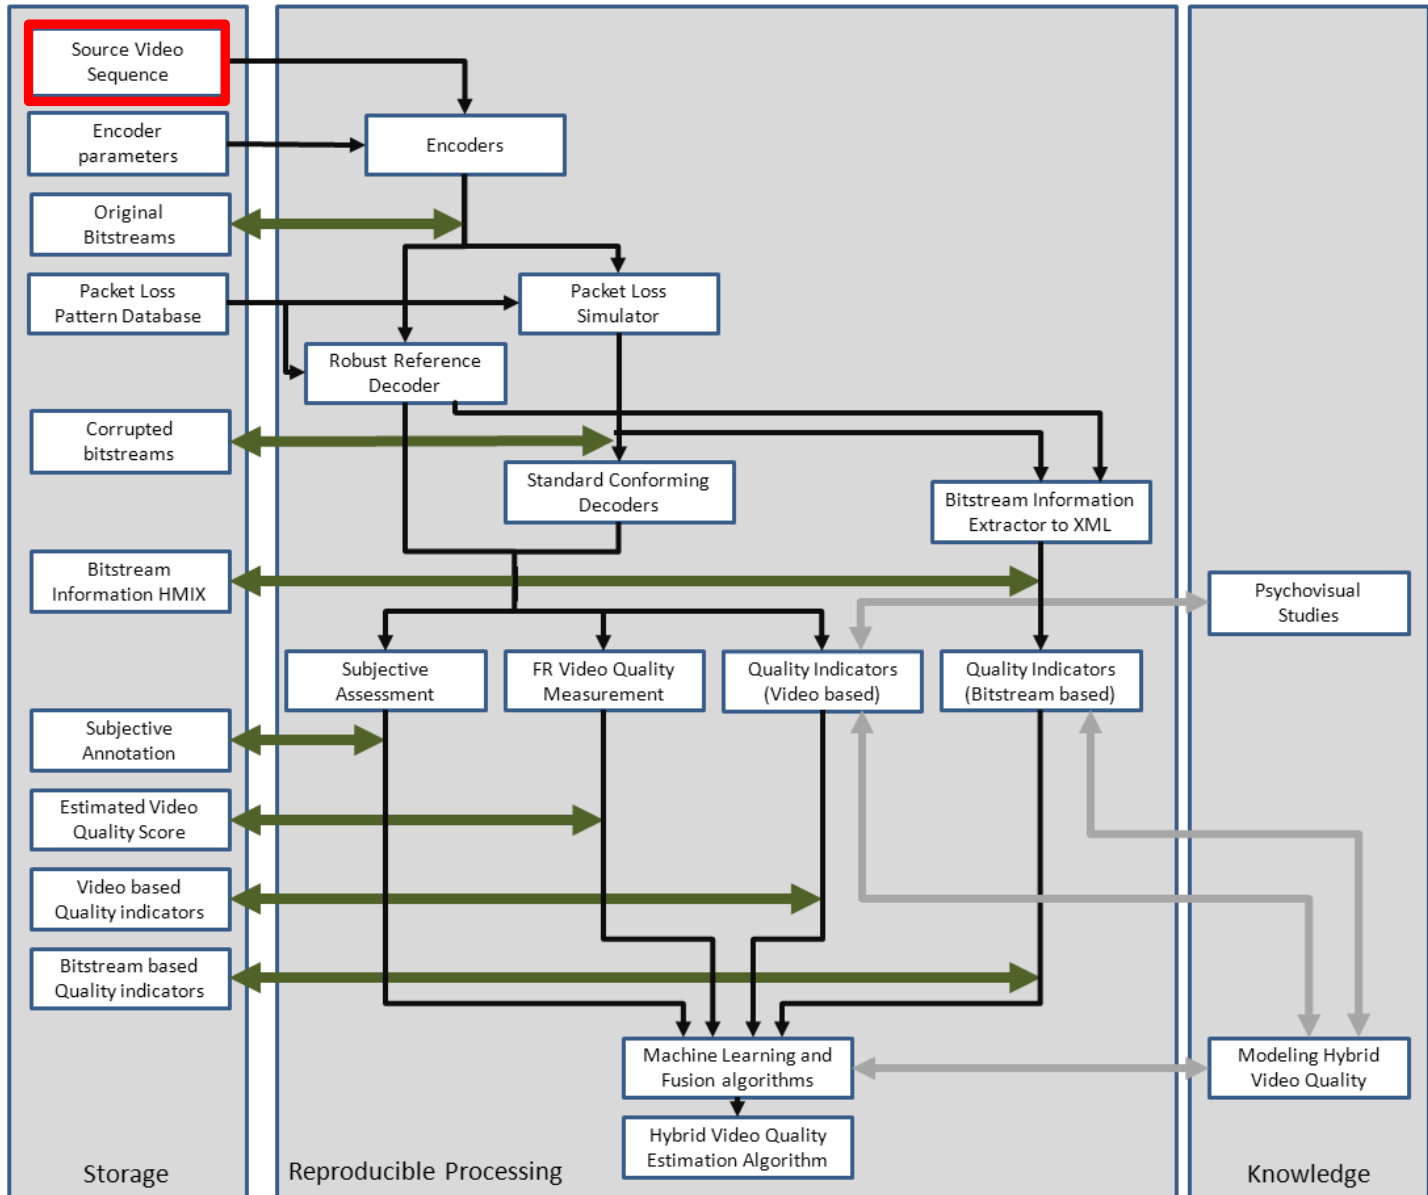 Source Video
Sequence
Encoder
parameters
Encoders
Original
Bitstreams
Packet Loss
Pattern Database
Packet Loss
Simulator
Robust Reference
Decoder
Corrupted
bitstreams
Standard Conforming
Decoders
Bitstream Information
Extractor to XML
Bitstream
Information HMIX
Psychovisual
Studies
Subjective
Assessment
FR Video Quality
Measurement
Quality Indicators
(Video based)
Quality Indicators
(Bitstream based)
Subjective
Annotation
Estimated Video
Quality Score
Video based
Quality indicators
Bitstream based
Quality indicators
Machine Learning and
Fusion algorithms
Modeling Hybrid
Video Quality
Hybrid Video Quality
Estimation Algorithm
Storage
Reproducible Processing
Knowledge